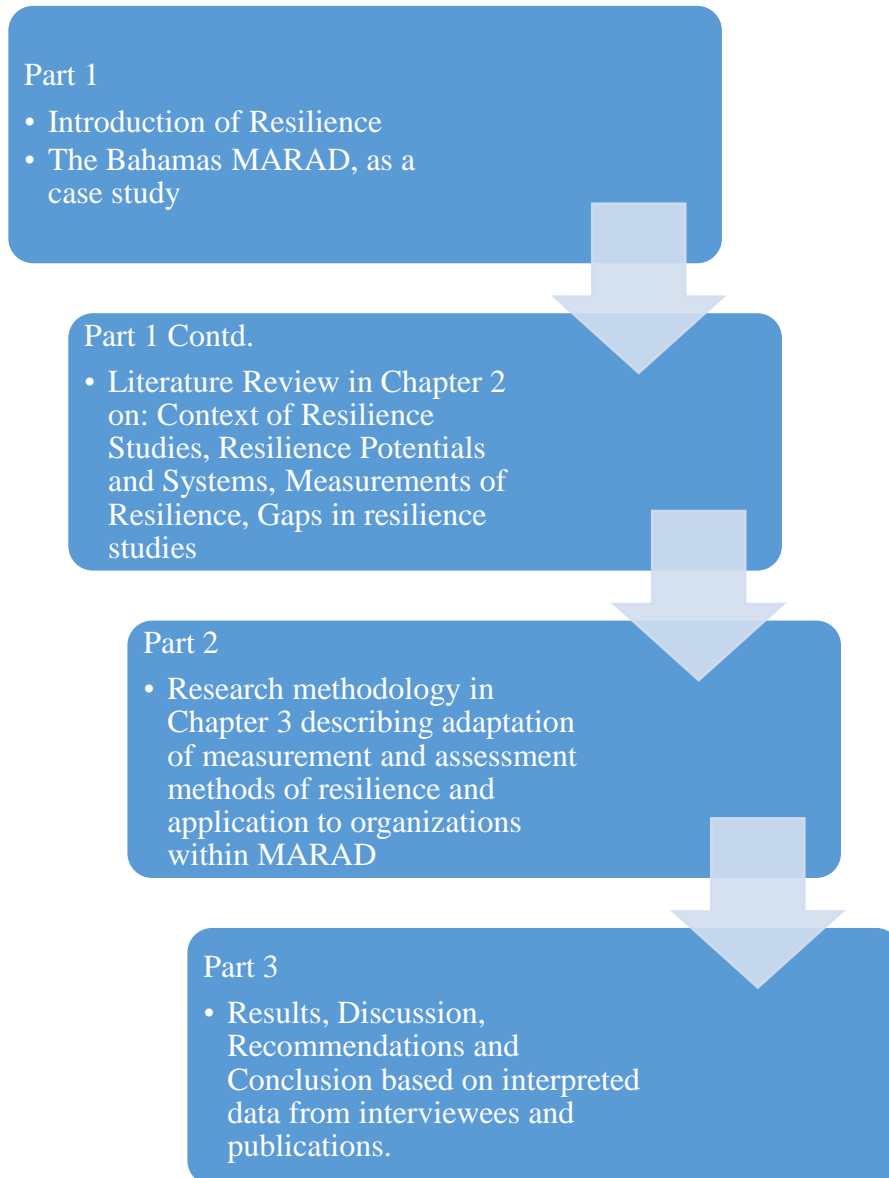 Part 1
• Introduction of Resilience
• The Bahamas MARAD, as a
case study
Part 1 Contd.
• Literature Review in Chapter 2
on: Context of Resilience
Studies, Resilience Potentials
and Systems, Measurements of
Resilience, Gaps in resilience
studies
Part 2
• Research methodology in
Chapter 3 describing adaptation
of measurement and assessment
methods of resilience and
application to organizations
within MARAD
Part 3
• Results, Discussion,
Recommendations and
Conclusion based on interpreted
data from interviewees and
publications.